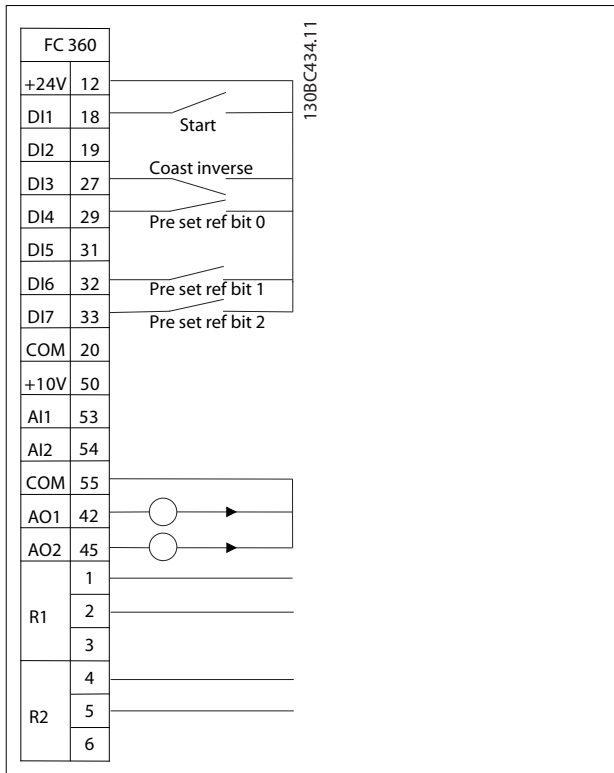 FC 360
130BC434.11
+24V 12
DI1 18
Start
DI2 19
Coast inverse
DI3 27
DI4 29
Pre set ref bit 0
DI5 31
DI6 32
Pre set ref bit 1
DI7 33
Pre set ref bit 2
COM 20
+10V 50
AI1 53
AI2 54
COM 55
AO1 42
AO2 45
R1
1
2
3
R2
4
5
6